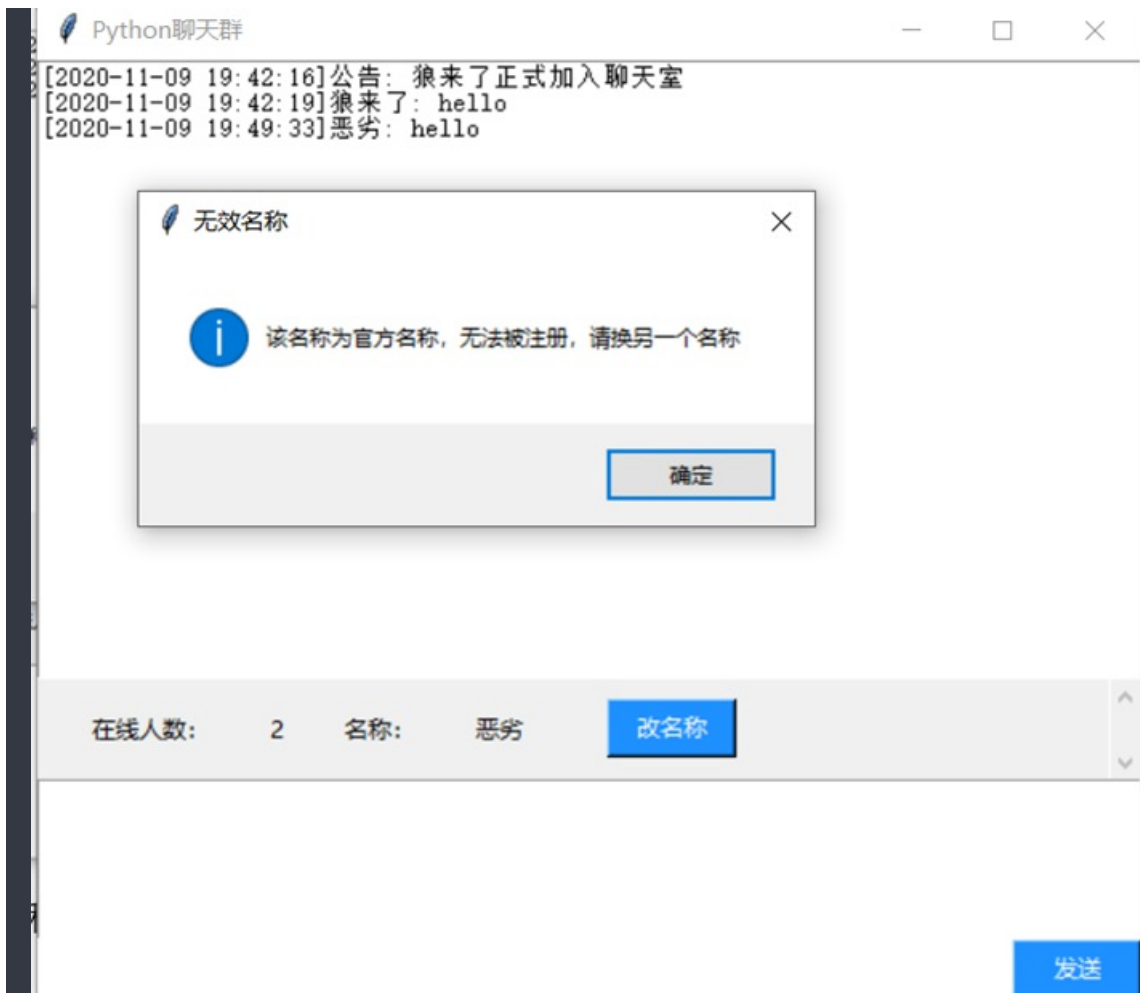 Python聊天群
[2020-11-09 19:42:16]公告: 狼来了正式加入聊天室
[2020-11-09 19:42:19]狼来了: hello
[2020-11-09 19:49:33]恶劣: hello
无效名称
该名称为官方名称，无法被注册，请换另一个名称
确定
在线人数: 2 名称: 恶劣 改名称
发送